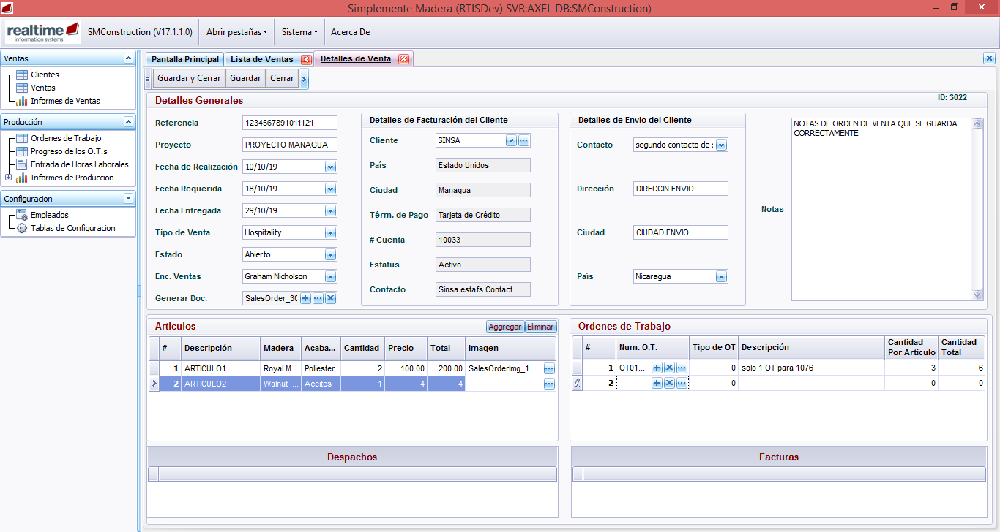 Simplemente Madera (RTISDev) SVR:AXEL DB:SMConstruction)
realtime
information systems
SMConstruction (V17.1.1.0)
Abrir pestañas
Sistema
Acerca De
Ventas
Clientes
Ventas
Informes de Ventas
Producción
Ordenes de Trabajo
Progreso de los O.T.s
Entrada de Horas Laborales
Informes de Produccion
Configuracion
Empleados
Tablas de Configuracion
Pantalla Principal
Lista de Ventas
Detalles de Venta
Guardar y Cerrar
Guardar
Cerrar
Detalles Generales
ID: 3022
Referencia 1234567891011121
Proyecto PROYECTO MANAGUA
Fecha de Realización 10/10/19
Fecha Requerida 18/10/19
Fecha Entregada 29/10/19
Tipo de Venta Hospitality
Estado Abierto
Enc. Ventas Graham Nicholson
Generar Doc. SalesOrder_30
Detalles de Facturación del Cliente
Cliente SINSA
País Estado Unidos
Ciudad Managua
Térm. de Pago Tarjeta de Crédito
# Cuenta 10033
Estatus Activo
Contacto Sinsa estafs Contact
Detalles de Envio del Cliente
Contacto segundo contacto de s
Dirección DIRECCIN ENVIO
Ciudad CIUDAD ENVIO
País Nicaragua
Notas
NOTAS DE ORDEN DE VENTA QUE SE GUARDA
CORRECTAMENTE
Articulos
Aggregar
Eliminar
# Descripción Madera Acaba... Cantidad Precio Total Imagen
1 ARTICULO1 Royal M... Poliester 2 100.00 200.00 SalesOrderImg_1...
2 ARTICULO2 Walnut ... Aceites 1 4 4
Ordenes de Trabajo
# Num. O.T. Tipo de OT Descripción Cantidad Por Articulo Cantidad Total
1 OT01... 0 solo 1 OT para 1076 3 6
2 0 0 0
Despachos
Facturas